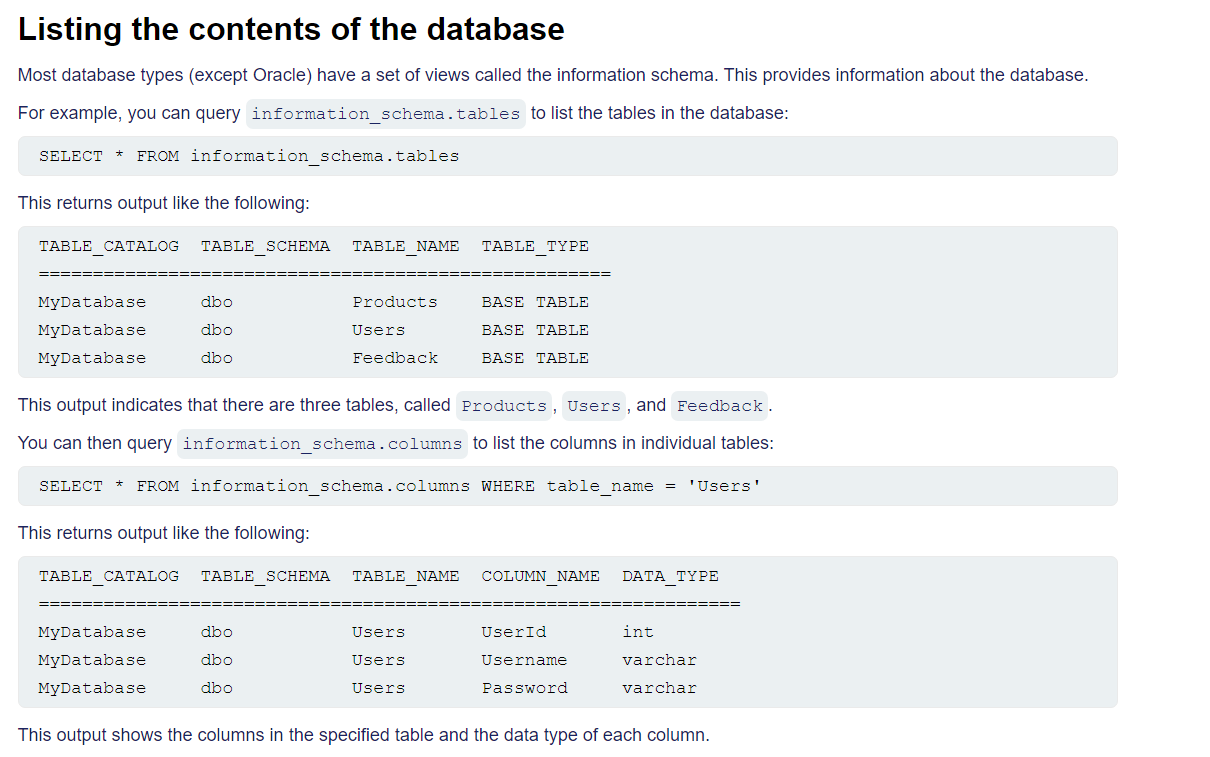 Listing the contents of the database
Most database types (except Oracle) have a set of views called the information schema. This provides information about the database.
For example, you can query information_schema.tables to list the tables in the database:
SELECT * FROM information_schema.tables
This returns output like the following:
TABLE_CATALOG  TABLE_SCHEMA  TABLE_NAME  TABLE_TYPE
=====================================================
MyDatabase     dbo           Products    BASE TABLE
MyDatabase     dbo           Users       BASE TABLE
MyDatabase     dbo           Feedback    BASE TABLE
This output indicates that there are three tables, called Products, Users, and Feedback.
You can then query information_schema.columns to list the columns in individual tables:
SELECT * FROM information_schema.columns WHERE table_name = 'Users'
This returns output like the following:
TABLE_CATALOG  TABLE_SCHEMA  TABLE_NAME  COLUMN_NAME  DATA_TYPE
=================================================================
MyDatabase     dbo           Users       UserId       int
MyDatabase     dbo           Users       Username     varchar
MyDatabase     dbo           Users       Password     varchar
This output shows the columns in the specified table and the data type of each column.